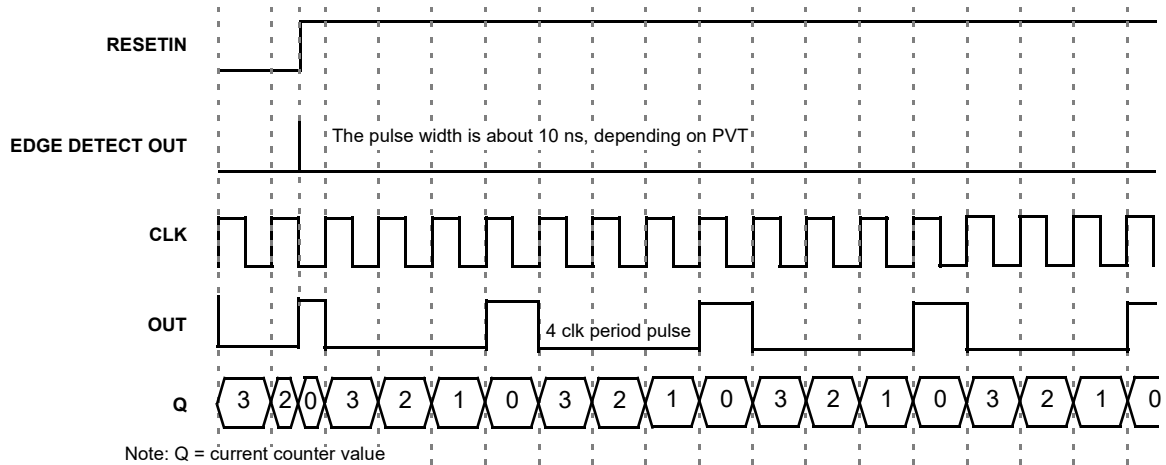 RESETIN
EDGE DETECT OUT
The pulse width is about 10 ns, depending on PVT
CLK
OUT
4 clk period pulse
Q
3 2 0 3 2 1 0 3 2 1 0 3 2 1 0 3 2 1 0
Note: Q = current counter value